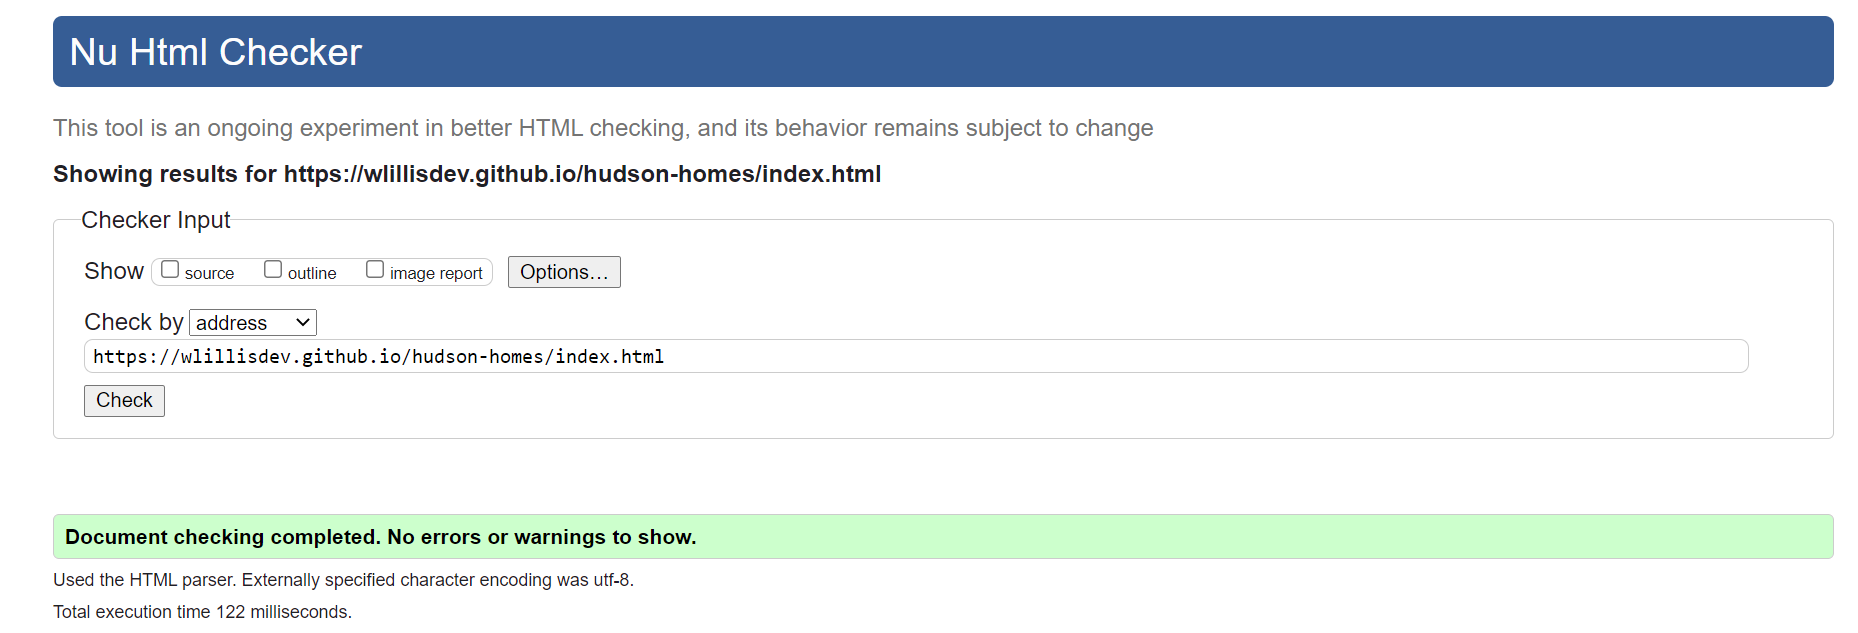 Nu Html Checker
This tool is an ongoing experiment in better HTML checking, and its behavior remains subject to change
Showing results for https://wlillisdev.github.io/hudson-homes/index.html
Checker Input
Show source outline image report Options...
Check by address
https://wlillisdev.github.io/hudson-homes/index.html
Check
Document checking completed. No errors or warnings to show.
Used the HTML parser. Externally specified character encoding was utf-8.
Total execution time 122 milliseconds.